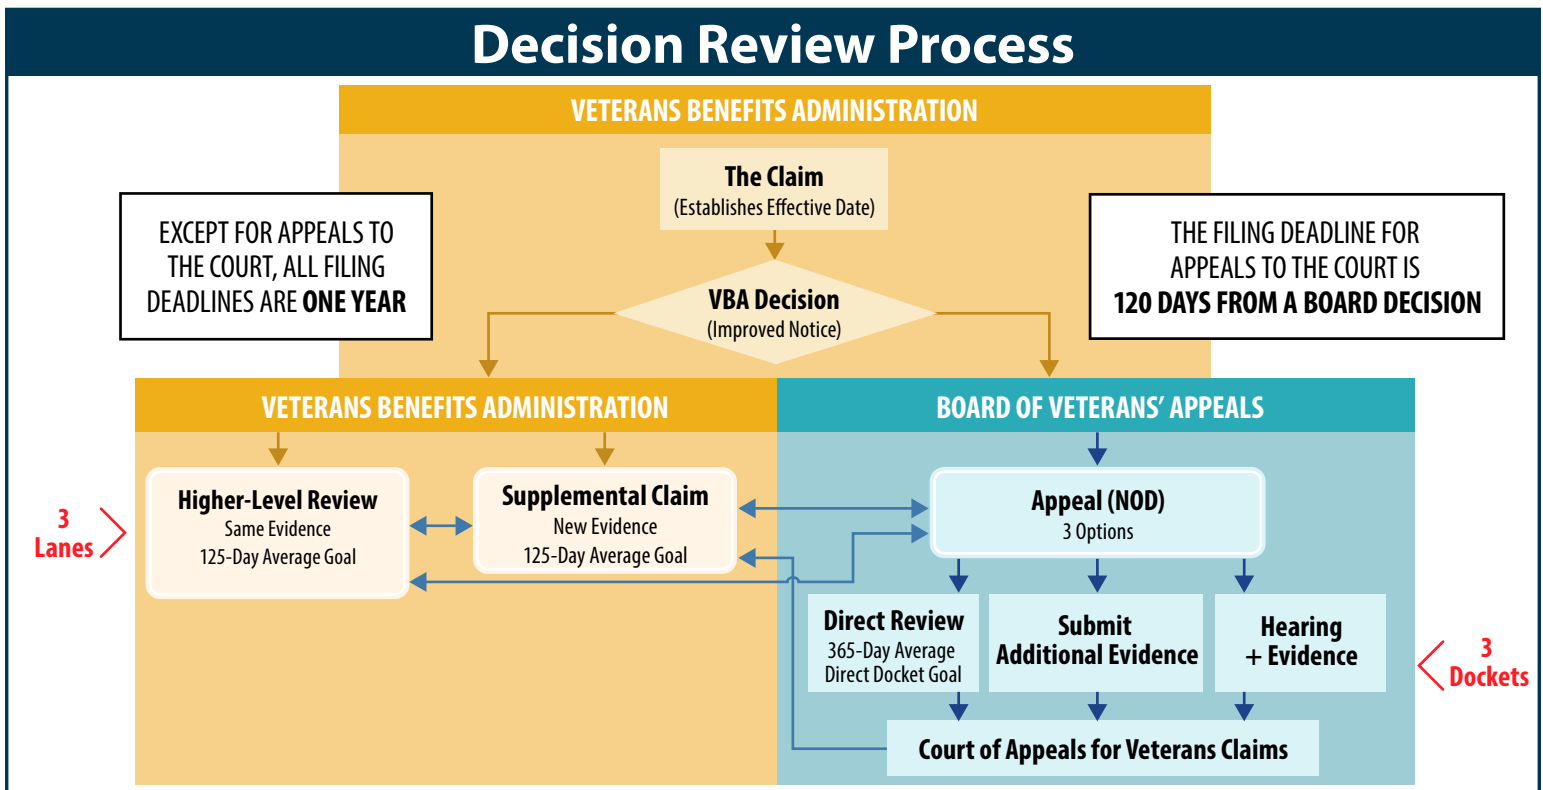 Decision Review Process
VETERANS BENEFITS ADMINISTRATION
The Claim
(Establishes Effective Date)
EXCEPT FOR APPEALS TO
THE COURT, ALL FILING
DEADLINES ARE ONE YEAR
THE FILING DEADLINE FOR
APPEALS TO THE COURT IS
120 DAYS FROM A BOARD DECISION
VBA Decision
(Improved Notice)
VETERANS BENEFITS ADMINISTRATION
BOARD OF VETERANS’ APPEALS
3
Lanes
Higher-Level Review
Same Evidence
125-Day Average Goal
Supplemental Claim
New Evidence
125-Day Average Goal
Appeal (NOD)
3 Options
Direct Review
365-Day Average
Direct Docket Goal
Submit
Additional Evidence
Hearing
+ Evidence
3
Dockets
Court of Appeals for Veterans Claims